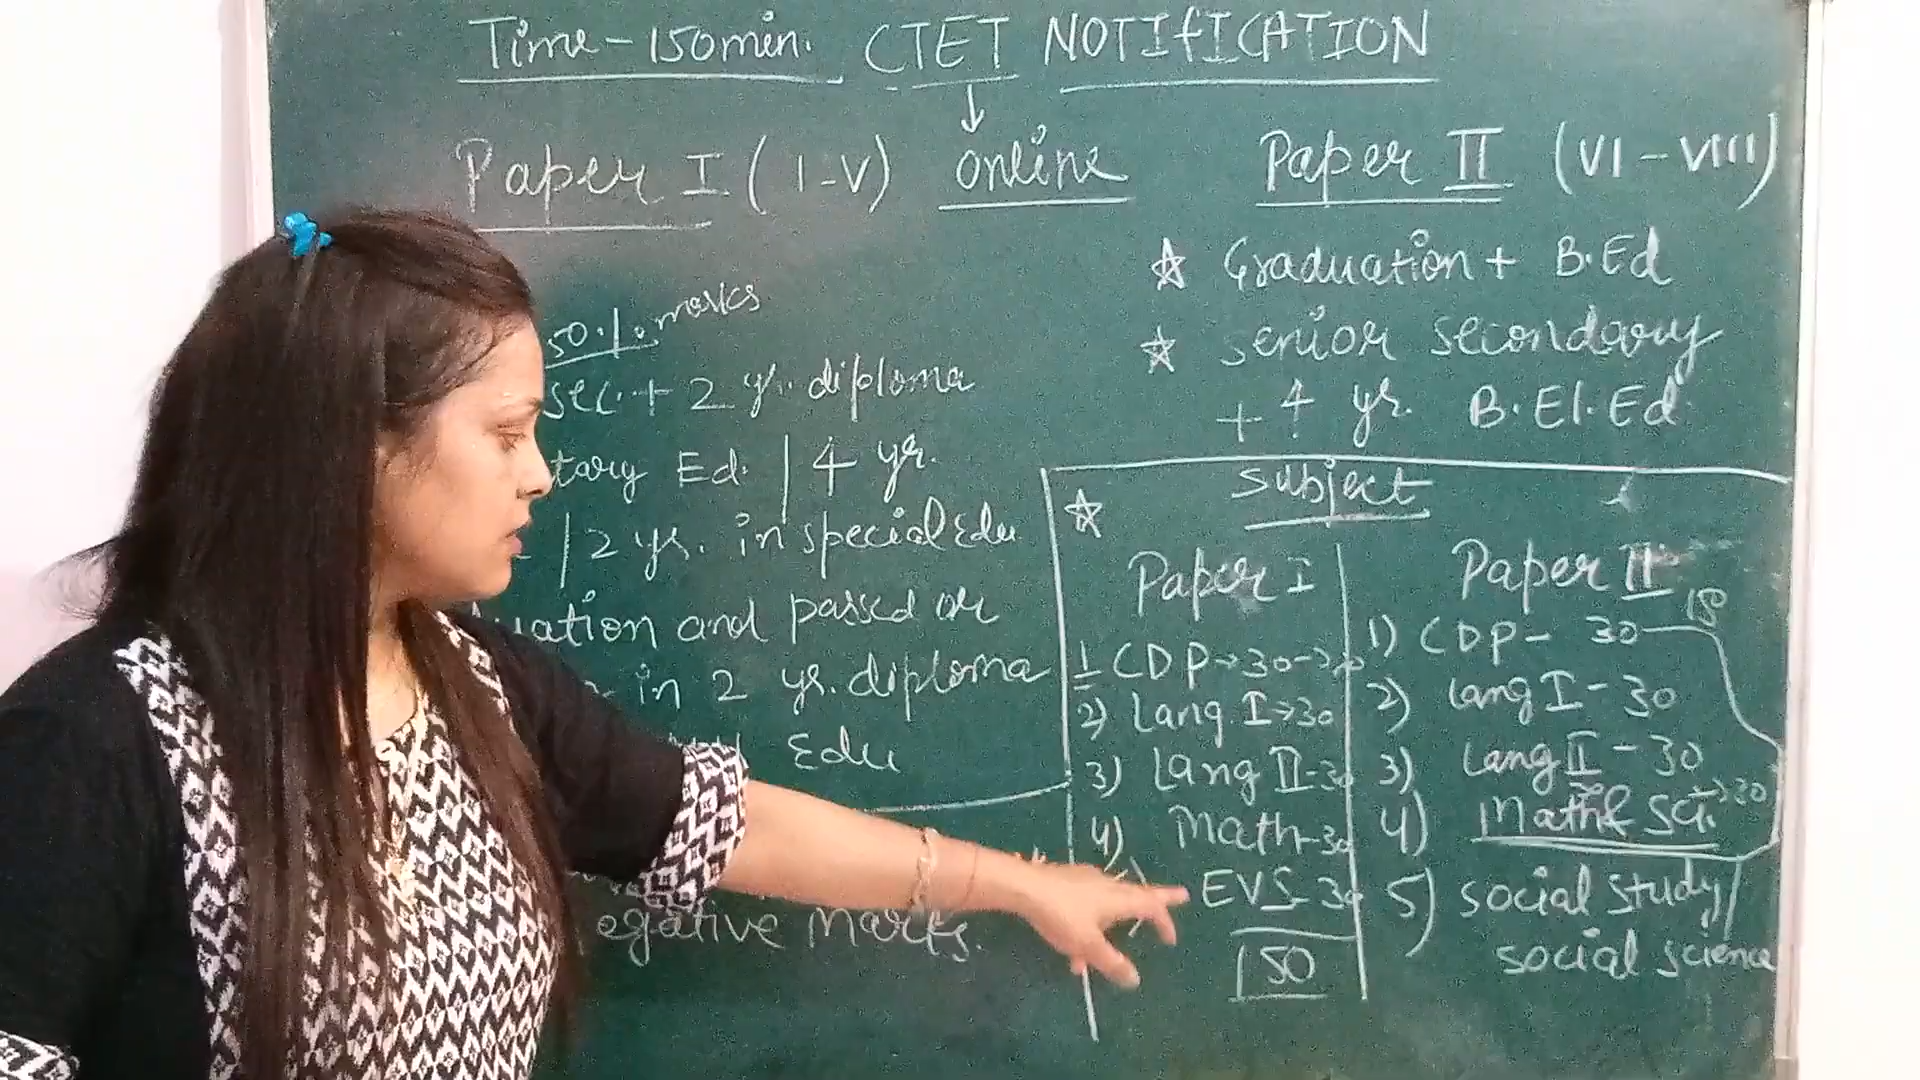 Time - 150 min. CTET NOTIFICATION
↓
Paper I (I-V) online Paper II (VI - VIII)
50% marks
sec. + 2 yr. diploma
tary Ed. | 4 yr.
| 2 yr. in special Edu
uation and passed or
in 2 yr. diploma
Edu
egative Marks.
☆ Graduation + B.Ed
☆ Senior Secondary
+ 4 yr. B.El.Ed
☆ Subject
Paper I
1. CDP → 30 →
2) Lang. I → 30
3) Lang II - 30
4) Math - 30
EVS - 30
150
Paper II
1) CDP - 30
2) Lang I - 30
3) Lang II - 30
4) Math & Sci. → 30
5) Social Study/
Social Science